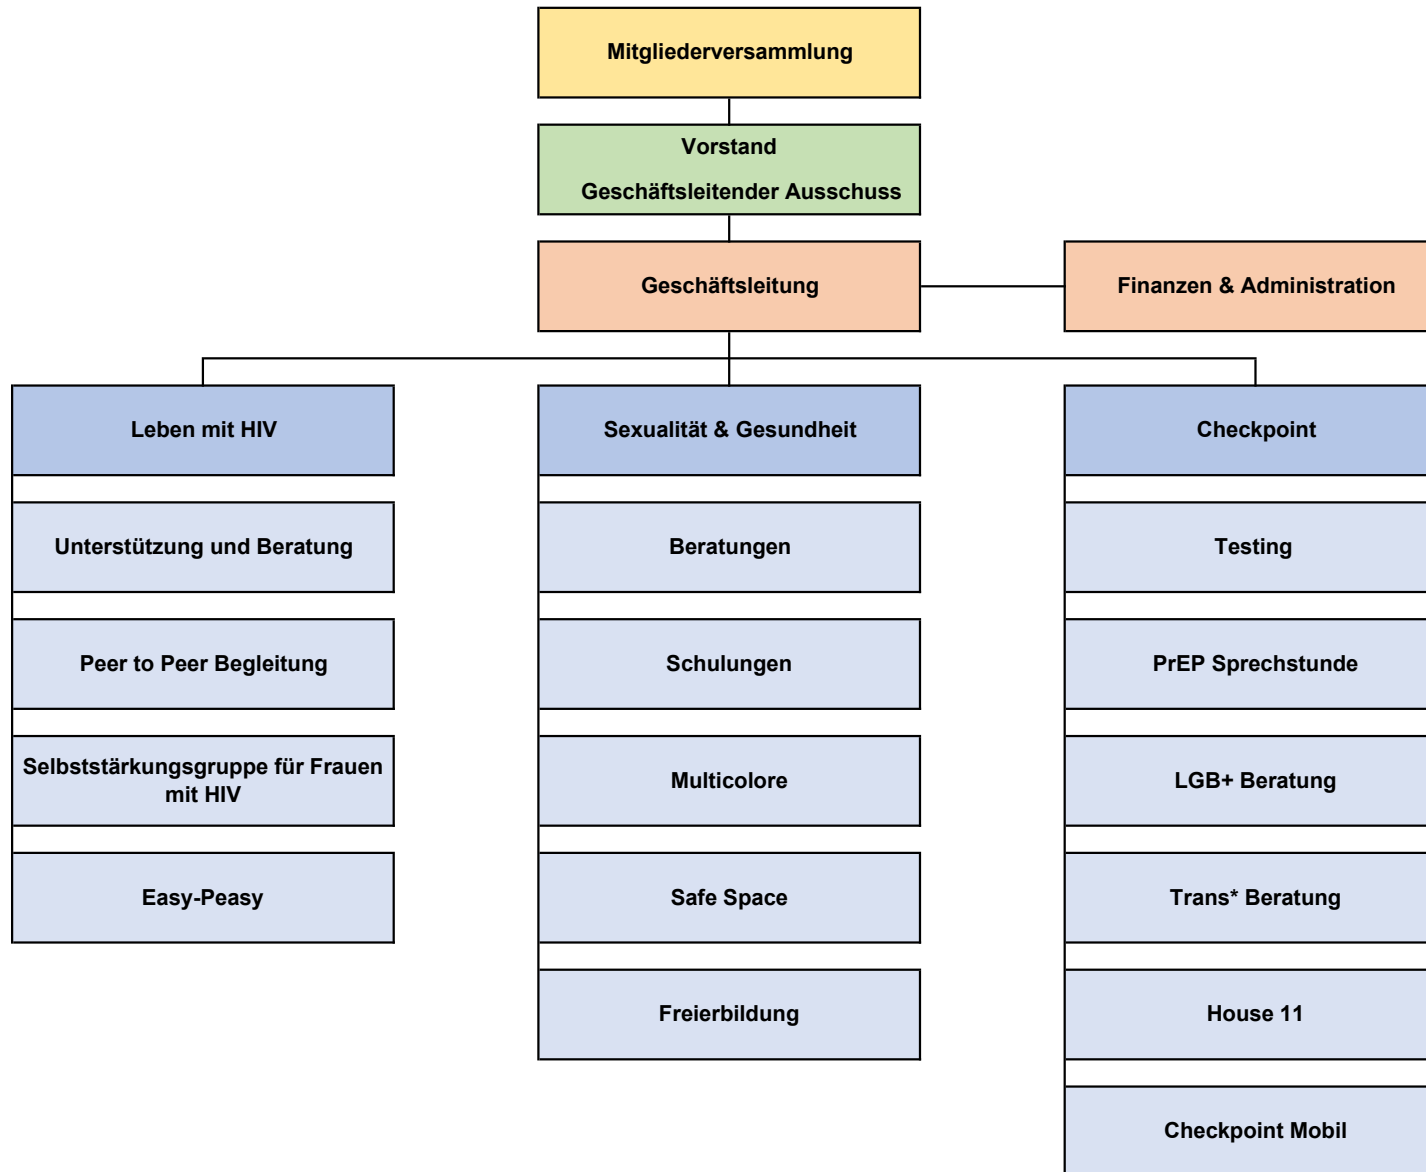 Mitgliederversammlung
Vorstand
Geschäftsleitender Ausschuss
Geschäftsleitung
Finanzen & Administration
Leben mit HIV
Sexualität & Gesundheit
Checkpoint
Unterstützung und Beratung
Beratungen
Testing
Peer to Peer Begleitung
Schulungen
PrEP Sprechstunde
Selbststärkungsgruppe für Frauen
mit HIV
Multicolore
LGB+ Beratung
Easy-Peasy
Safe Space
Trans* Beratung
Freierbildung
House 11
Checkpoint Mobil